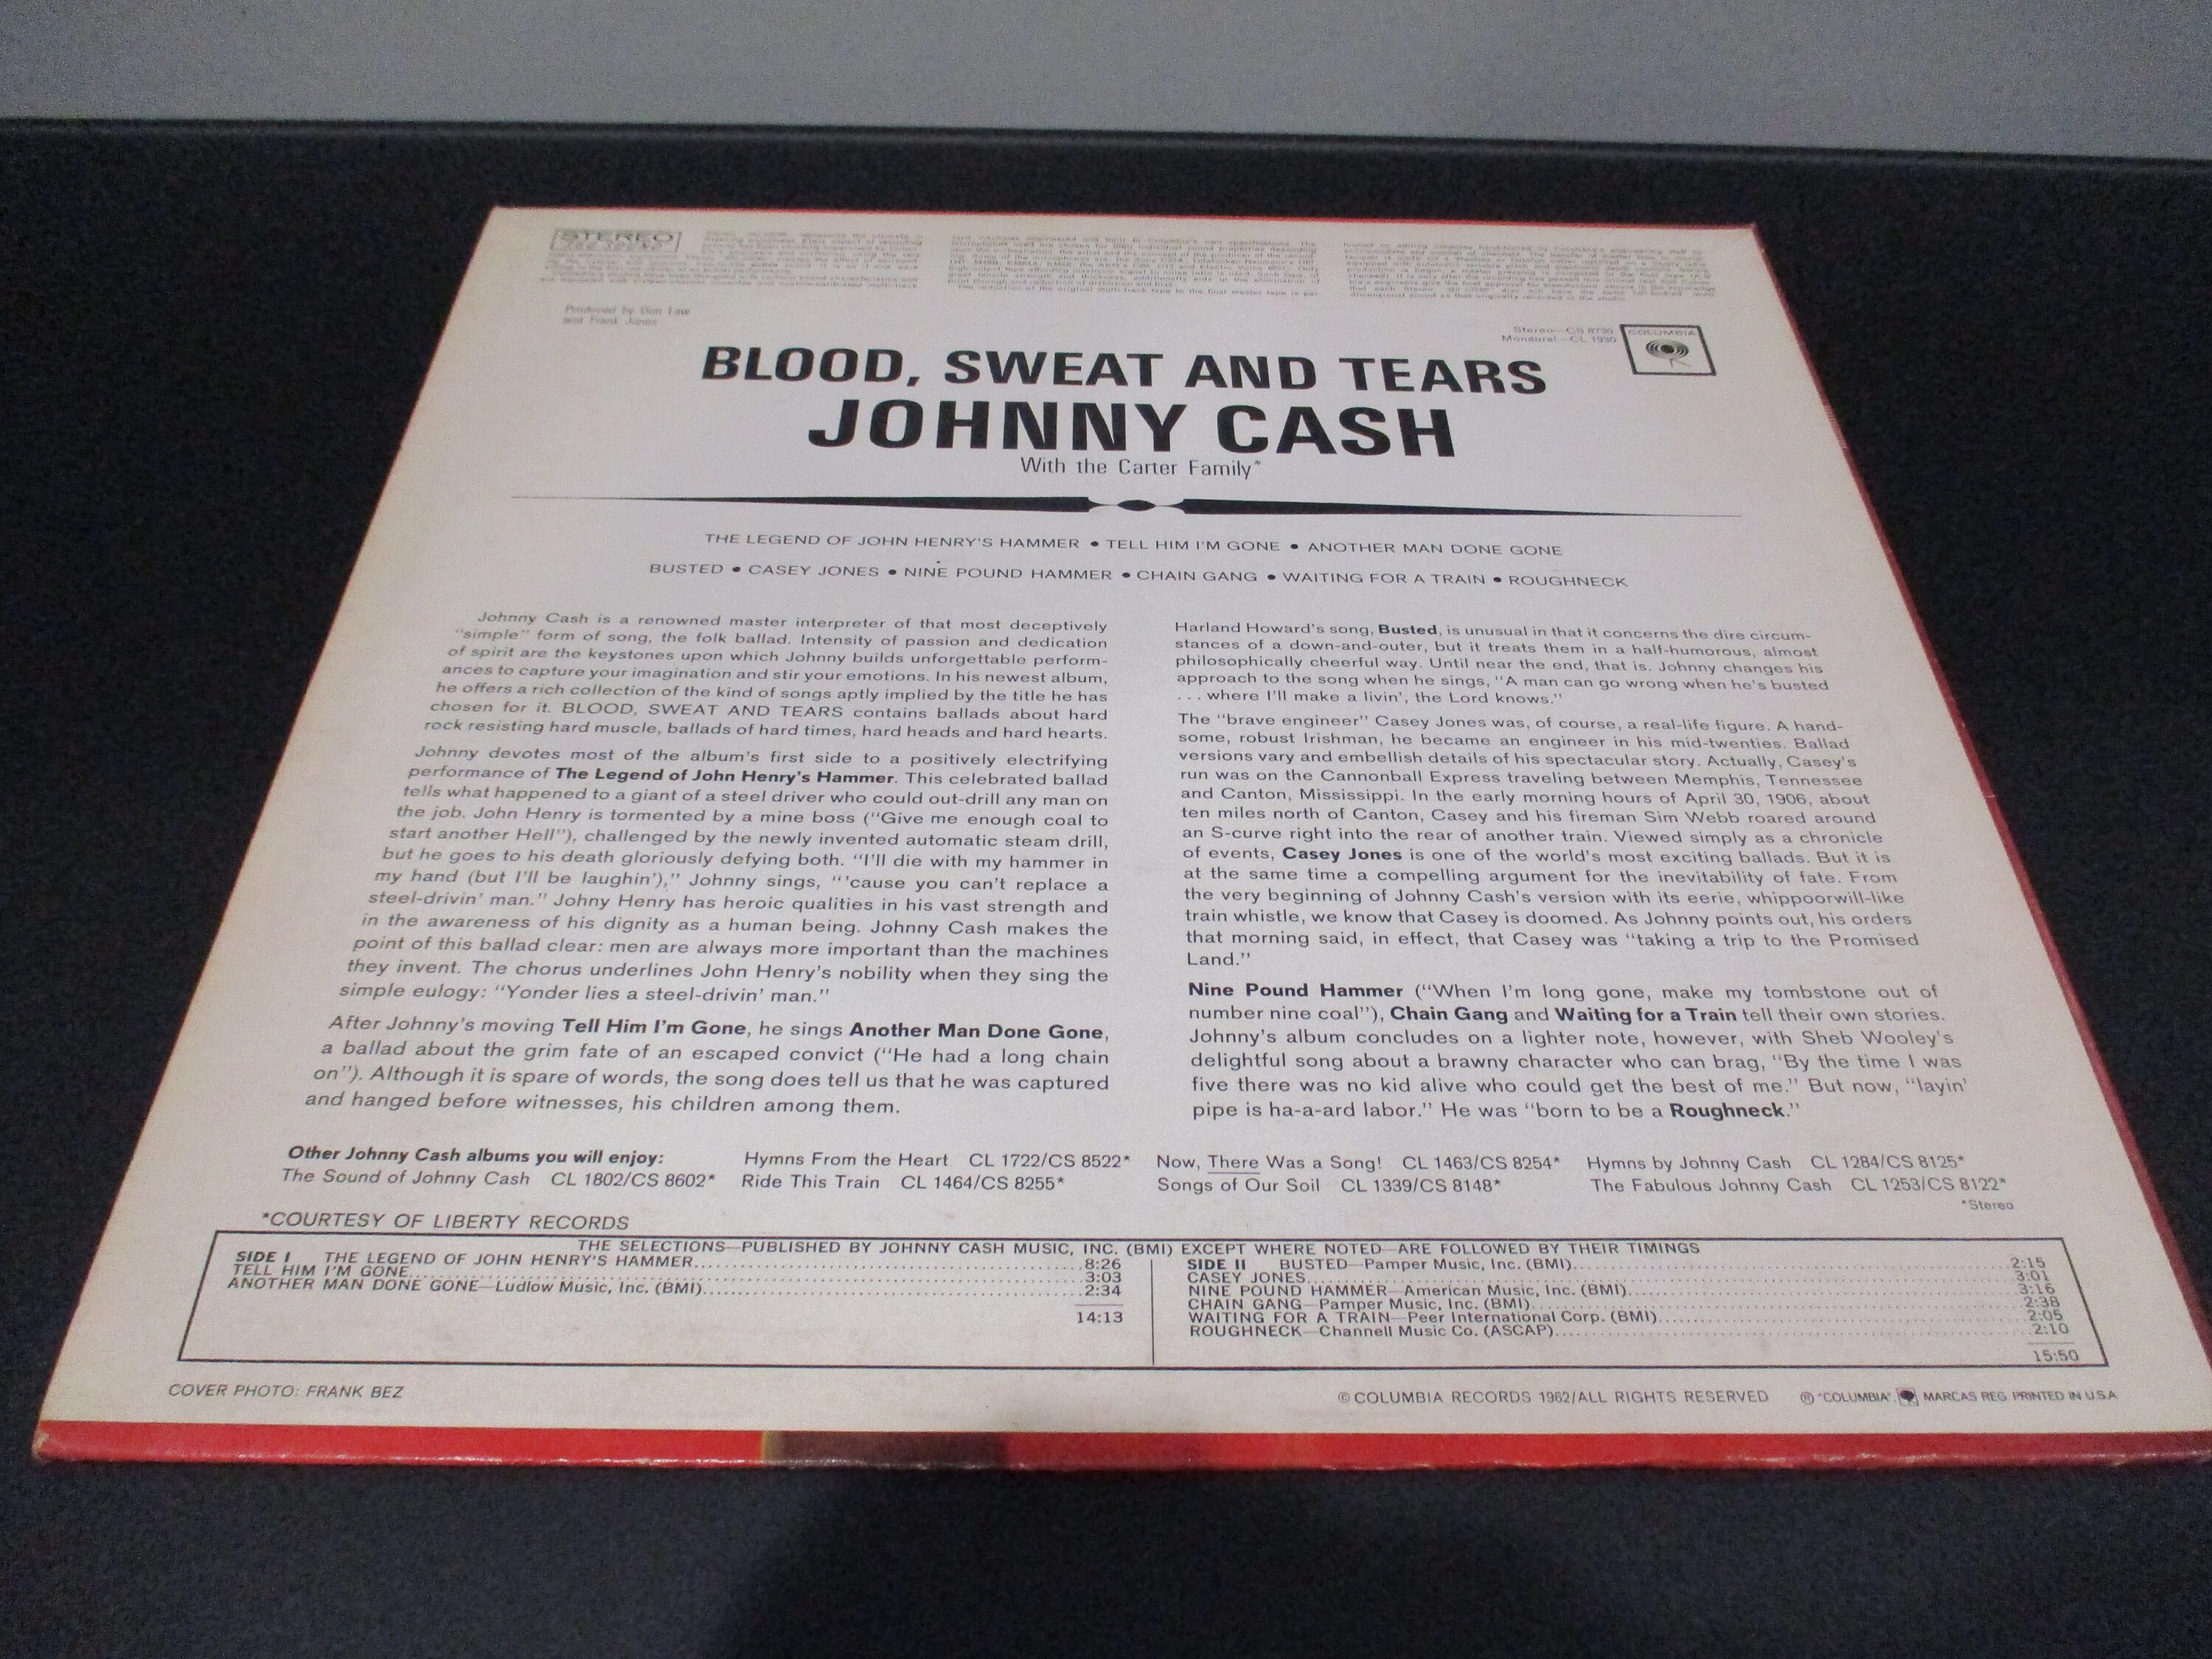 STEREO
Produced by Don Law
and Frank Jones
Stereo—CS 8730
Monaural—CL 1930
COLUMBIA
BLOOD, SWEAT AND TEARS
JOHNNY CASH
With the Carter Family*
THE LEGEND OF JOHN HENRY'S HAMMER • TELL HIM I'M GONE • ANOTHER MAN DONE GONE
BUSTED • CASEY JONES • NINE POUND HAMMER • CHAIN GANG • WAITING FOR A TRAIN • ROUGHNECK
Johnny Cash is a renowned master interpreter of that most deceptively
"simple" form of song, the folk ballad. Intensity of passion and dedication
of spirit are the keystones upon which Johnny builds unforgettable perform-
ances to capture your imagination and stir your emotions. In his newest album,
he offers a rich collection of the kind of songs aptly implied by the title he has
chosen for it. BLOOD, SWEAT AND TEARS contains ballads about hard
rock resisting hard muscle, ballads of hard times, hard heads and hard hearts.
Johnny devotes most of the album's first side to a positively electrifying
performance of The Legend of John Henry's Hammer. This celebrated ballad
tells what happened to a giant of a steel driver who could out-drill any man on
the job. John Henry is tormented by a mine boss ("Give me enough coal to
start another Hell"), challenged by the newly invented automatic steam drill,
but he goes to his death gloriously defying both. "I'll die with my hammer in
my hand (but I'll be laughin')," Johnny sings, "'cause you can't replace a
steel-drivin' man." Johny Henry has heroic qualities in his vast strength and
in the awareness of his dignity as a human being. Johnny Cash makes the
point of this ballad clear: men are always more important than the machines
they invent. The chorus underlines John Henry's nobility when they sing the
simple eulogy: "Yonder lies a steel-drivin' man."
After Johnny's moving Tell Him I'm Gone, he sings Another Man Done Gone,
a ballad about the grim fate of an escaped convict ("He had a long chain
on"). Although it is spare of words, the song does tell us that he was captured
and hanged before witnesses, his children among them.
Harland Howard's song, Busted, is unusual in that it concerns the dire circum-
stances of a down-and-outer, but it treats them in a half-humorous, almost
philosophically cheerful way. Until near the end, that is. Johnny changes his
approach to the song when he sings, "A man can go wrong when he's busted
. . . where I'll make a livin', the Lord knows."
The "brave engineer" Casey Jones was, of course, a real-life figure. A hand-
some, robust Irishman, he became an engineer in his mid-twenties. Ballad
versions vary and embellish details of his spectacular story. Actually, Casey's
run was on the Cannonball Express traveling between Memphis, Tennessee
and Canton, Mississippi. In the early morning hours of April 30, 1906, about
ten miles north of Canton, Casey and his fireman Sim Webb roared around
an S-curve right into the rear of another train. Viewed simply as a chronicle
of events, Casey Jones is one of the world's most exciting ballads. But it is
at the same time a compelling argument for the inevitability of fate. From
the very beginning of Johnny Cash's version with its eerie, whippoorwill-like
train whistle, we know that Casey is doomed. As Johnny points out, his orders
that morning said, in effect, that Casey was "taking a trip to the Promised
Land."
Nine Pound Hammer ("When I'm long gone, make my tombstone out of
number nine coal"), Chain Gang and Waiting for a Train tell their own stories.
Johnny's album concludes on a lighter note, however, with Sheb Wooley's
delightful song about a brawny character who can brag, "By the time I was
five there was no kid alive who could get the best of me." But now, "layin'
pipe is ha-a-ard labor." He was "born to be a Roughneck."
Other Johnny Cash albums you will enjoy: Hymns From the Heart CL 1722/CS 8522* Now, There Was a Song! CL 1463/CS 8254* Hymns by Johnny Cash CL 1284/CS 8125*
The Sound of Johnny Cash CL 1802/CS 8602* Ride This Train CL 1464/CS 8255* Songs of Our Soil CL 1339/CS 8148* The Fabulous Johnny Cash CL 1253/CS 8122*
*Stereo
*COURTESY OF LIBERTY RECORDS
THE SELECTIONS—PUBLISHED BY JOHNNY CASH MUSIC, INC. (BMI) EXCEPT WHERE NOTED—ARE FOLLOWED BY THEIR TIMINGS
SIDE I THE LEGEND OF JOHN HENRY'S HAMMER 8:26
TELL HIM I'M GONE 3:03
ANOTHER MAN DONE GONE—Ludlow Music, Inc. (BMI) 2:34
14:13
SIDE II BUSTED—Pamper Music, Inc. (BMI) 2:15
CASEY JONES 3:01
NINE POUND HAMMER—American Music, Inc. (BMI) 3:16
CHAIN GANG—Pamper Music, Inc. (BMI) 2:38
WAITING FOR A TRAIN—Peer International Corp. (BMI) 2:05
ROUGHNECK—Channell Music Co. (ASCAP) 2:10
15:50
COVER PHOTO: FRANK BEZ
© COLUMBIA RECORDS 1962/ALL RIGHTS RESERVED ® "COLUMBIA", MARCAS REG. PRINTED IN U.S.A.